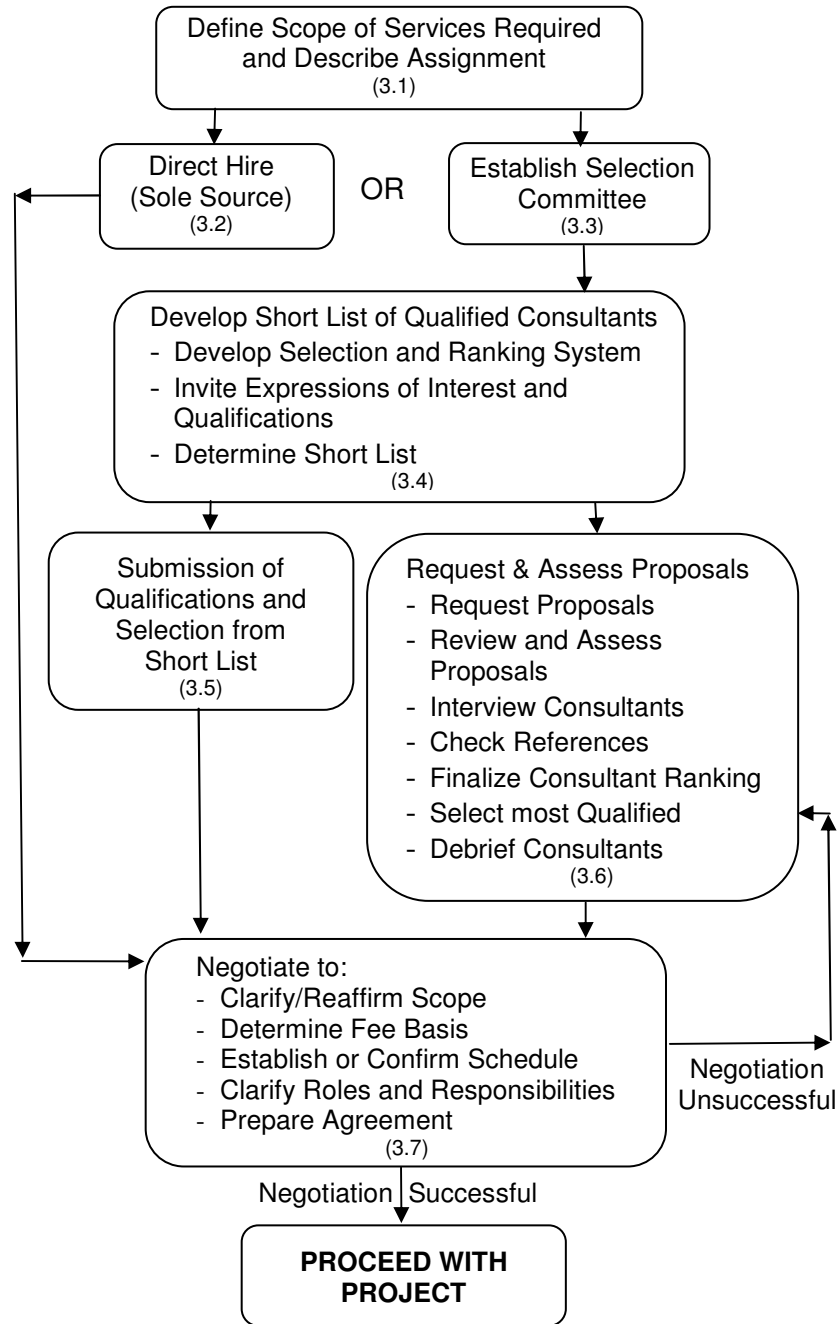 Define Scope of Services Required
and Describe Assignment
(3.1)
Direct Hire
(Sole Source)
(3.2)
OR
Establish Selection
Committee
(3.3)
Develop Short List of Qualified Consultants
- Develop Selection and Ranking System
- Invite Expressions of Interest and
Qualifications
- Determine Short List
(3.4)
Submission of
Qualifications and
Selection from
Short List
(3.5)
Request & Assess Proposals
- Request Proposals
- Review and Assess
Proposals
- Interview Consultants
- Check References
- Finalize Consultant Ranking
- Select most Qualified
- Debrief Consultants
(3.6)
Negotiate to:
- Clarify/Reaffirm Scope
- Determine Fee Basis
- Establish or Confirm Schedule
- Clarify Roles and Responsibilities
- Prepare Agreement
(3.7)
Negotiation
Unsuccessful
Negotiation Successful
PROCEED WITH
PROJECT